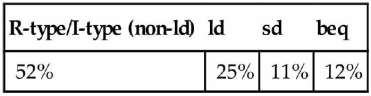 R-type/I-type (non-ld) ld sd beq
52% 25% 11% 12%